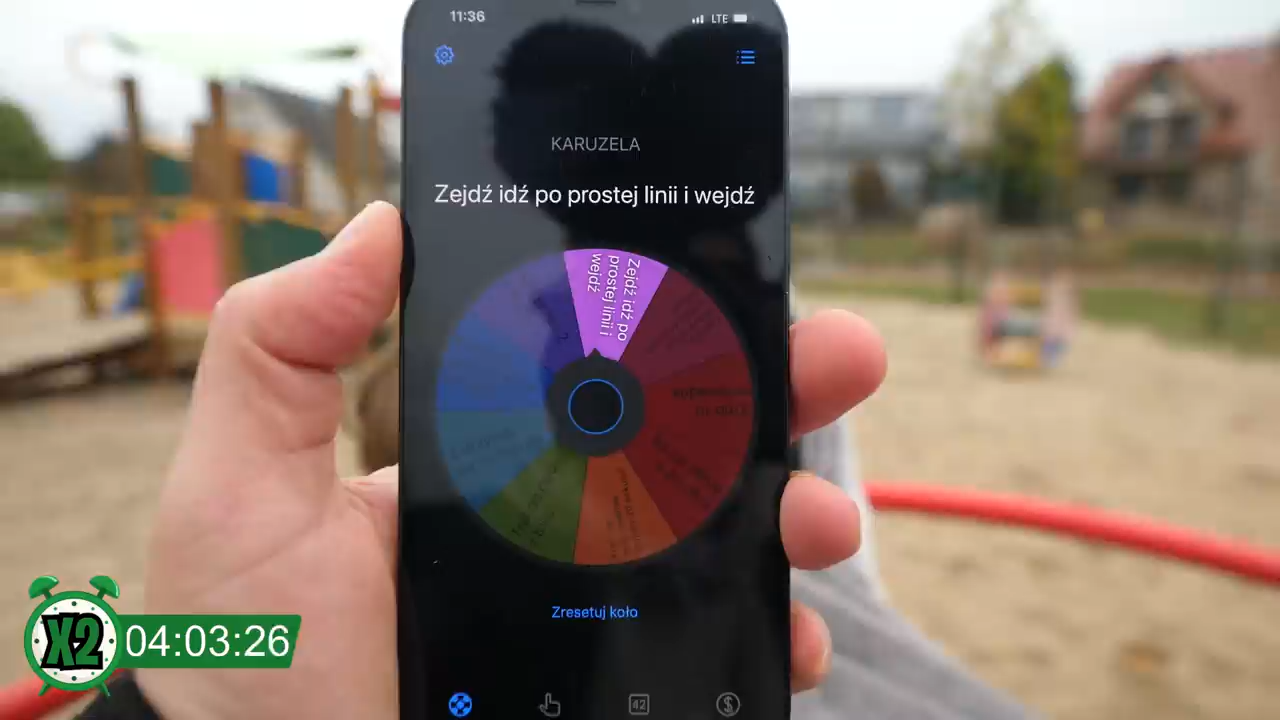 11:36
LTE
KARUZELA
Zejdź idź po prostej linii i wejdź
Zejdź idź po
prostej linii i
wejdź
Zresetuj koło
42
$
X2
04:03:26